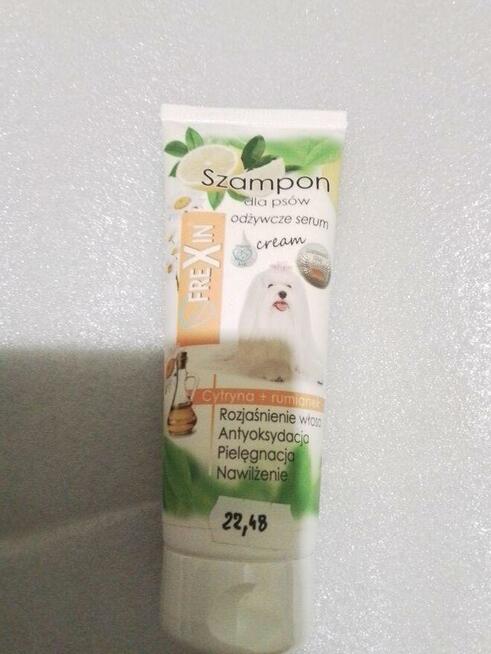 Szampon
dla psów
odżywcze serum
cream
FREXIN
Cytryna + rumianek
Rozjaśnienie włosa
Antyoksydacja
Pielęgnacja
Nawilżenie
22,48